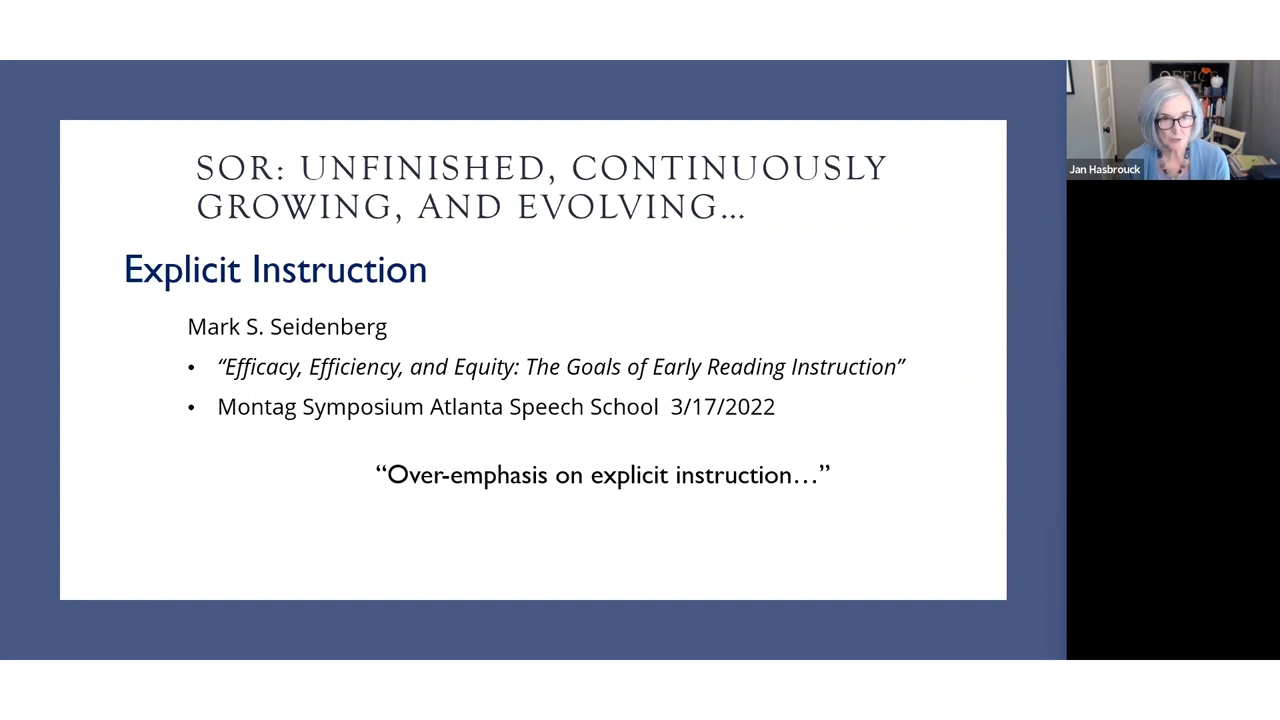 SOR: UNFINISHED, CONTINUOUSLY
GROWING, AND EVOLVING…
Explicit Instruction
Mark S. Seidenberg
• “Efficacy, Efficiency, and Equity: The Goals of Early Reading Instruction”
• Montag Symposium Atlanta Speech School 3/17/2022
“Over-emphasis on explicit instruction…”
OFFICE
Jan Hasbrouck